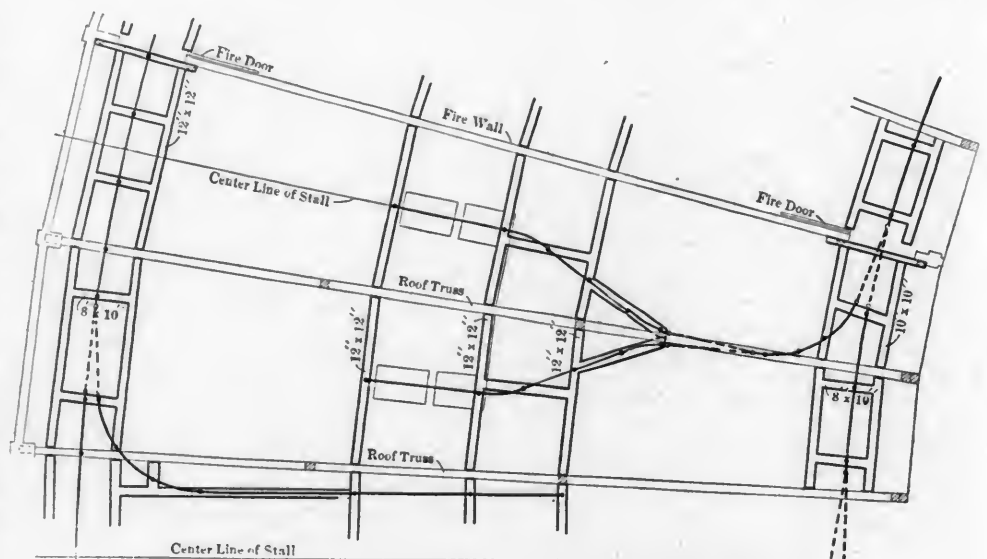 Fire Door
12" x 12"
Fire Wall
Center Line of Stall
Fire Door
Roof Truss
8 x 10"
12" x 12"
12" x 12"
12" x 12"
10 x 10"
8 x 10"
Roof Truss
Center Line of Stall